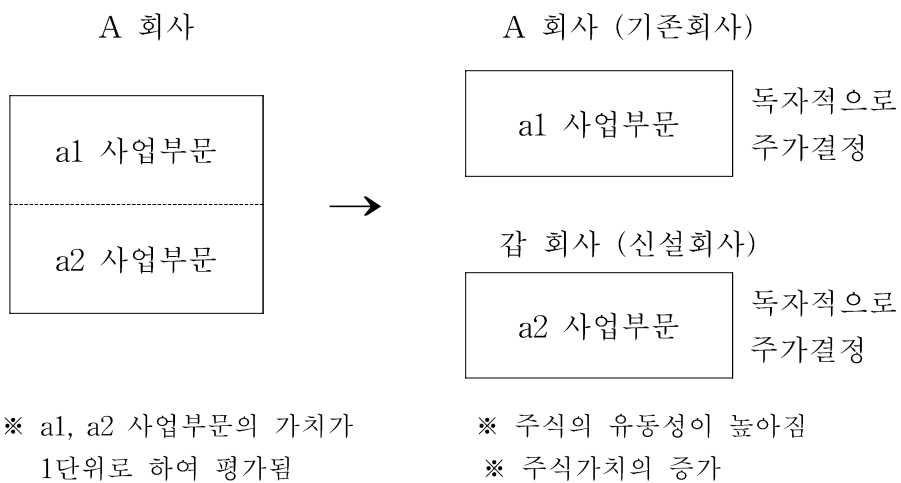 A 회사
a1 사업부문
a2 사업부문
※ a1, a2 사업부문의 가치가
1단위로 하여 평가됨
→
A 회사 (기존회사)
a1 사업부문
독자적으로
주가결정
갑 회사 (신설회사)
a2 사업부문
독자적으로
주가결정
※ 주식의 유동성이 높아짐
※ 주식가치의 증가